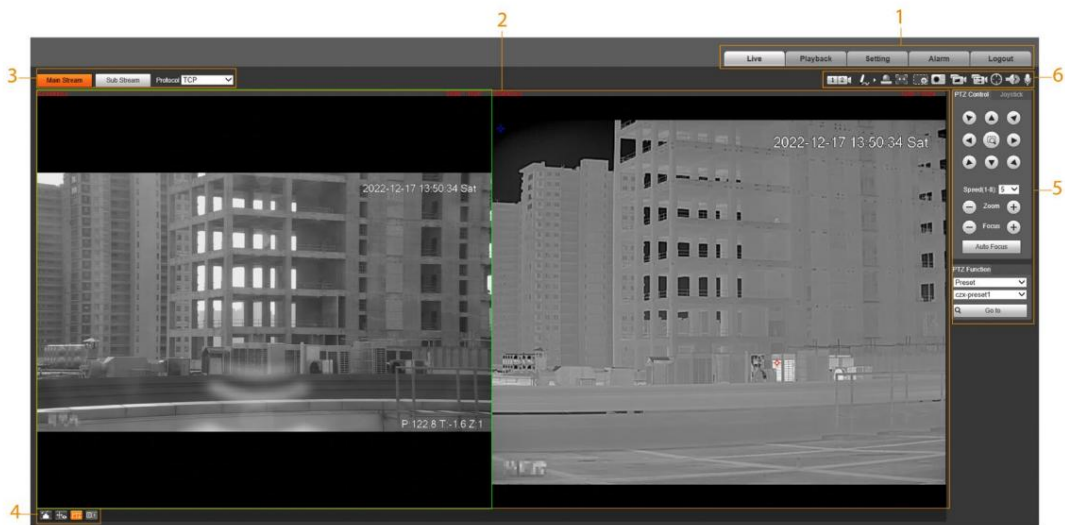 2
1
Live Playback Setting Alarm Logout
3
Main Stream Sub Stream Protocol TCP
6
PTZ Control Joystick
2022-12-17 13:50:34 Sat
2022-12-17 13:50:34 Sat
Speed(1-8) 5
5
Zoom
Focus
Auto Focus
PTZ Function
Preset
czx-preset1
Go to
P:122.8 T:-1.6 Z:1
4